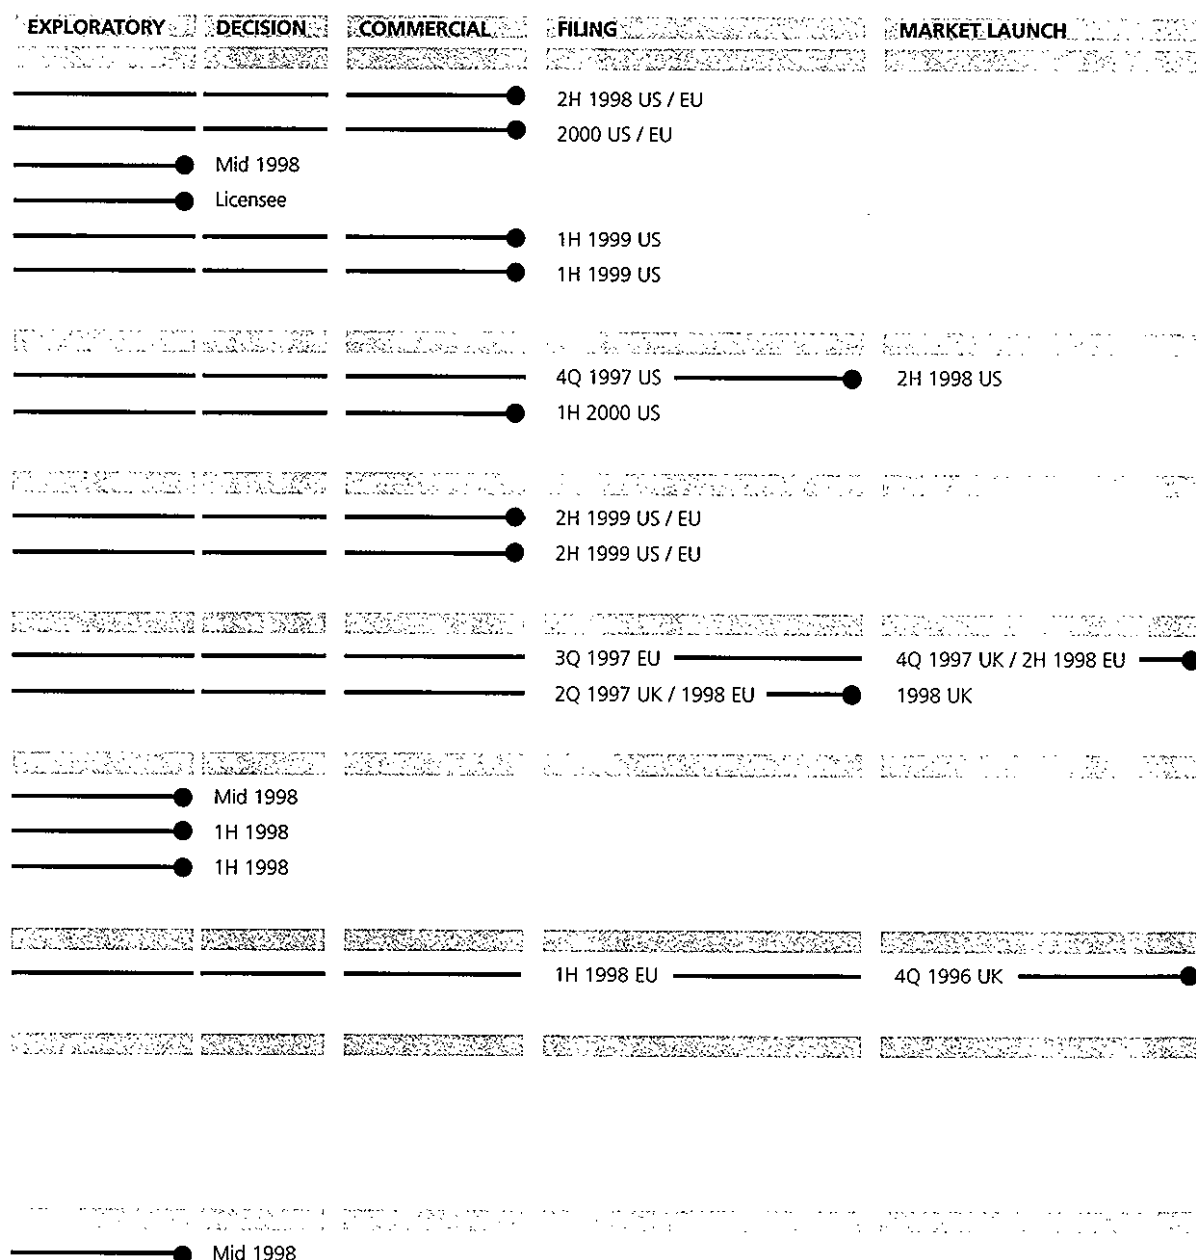 EXPLORATORY DECISION COMMERCIAL FILING MARKET LAUNCH
2H 1998 US / EU
2000 US / EU
Mid 1998
Licensee
1H 1999 US
1H 1999 US
4Q 1997 US 2H 1998 US
1H 2000 US
2H 1999 US / EU
2H 1999 US / EU
3Q 1997 EU 4Q 1997 UK / 2H 1998 EU
2Q 1997 UK / 1998 EU 1998 UK
Mid 1998
1H 1998
1H 1998
1H 1998 EU 4Q 1996 UK
Mid 1998